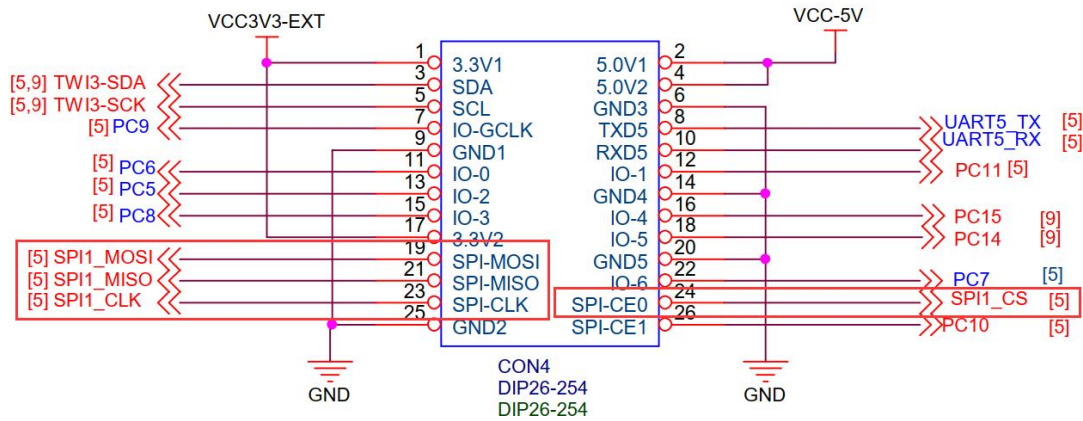 VCC3V3-EXT
VCC-5V
1 3.3V1 5.0V1 2
[5,9] TWI3-SDA 3 SDA 5.0V2 4
[5,9] TWI3-SCK 5 SCL GND3 6
[5] PC9 7 IO-GCLK TXD5 8 UART5_TX [5]
9 GND1 RXD5 10 UART5_RX [5]
[5] PC6 11 IO-0 IO-1 12 PC11 [5]
[5] PC5 13 IO-2 GND4 14
[5] PC8 15 IO-3 IO-4 16 PC15 [9]
17 3.3V2 IO-5 18 PC14 [9]
[5] SPI1_MOSI 19 SPI-MOSI GND5 20
[5] SPI1_MISO 21 SPI-MISO IO-6 22 PC7 [5]
[5] SPI1_CLK 23 SPI-CLK SPI-CE0 24 SPI1_CS [5]
25 GND2 SPI-CE1 26 PC10 [5]
GND
CON4
DIP26-254
DIP26-254
GND